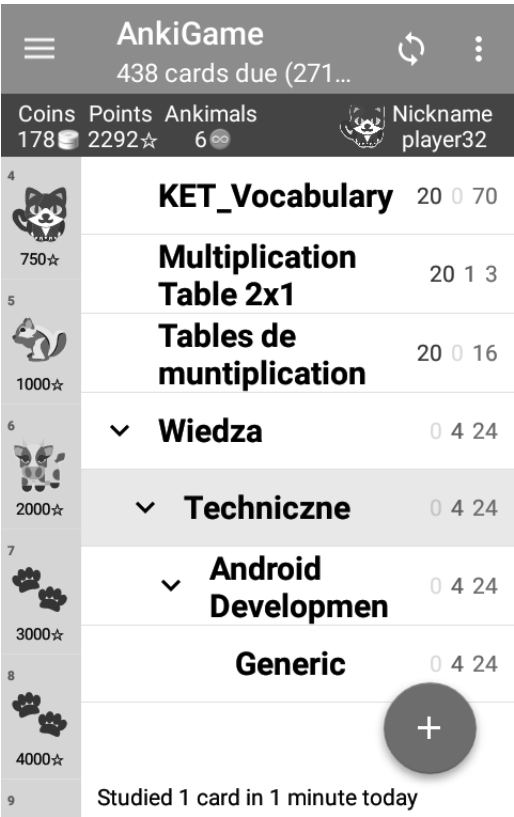 AnkiGame
438 cards due (271...
Coins Points Ankimals Nickname
178 2292☆ 6 player32
4
750☆
5
1000☆
6
2000☆
7
3000☆
8
4000☆
9
KET_Vocabulary 20 0 70
Multiplication
Table 2x1 20 1 3
Tables de
muntiplication 20 0 16
Wiedza 0 4 24
Techniczne 0 4 24
Android
Developmen 0 4 24
Generic 0 4 24
+
Studied 1 card in 1 minute today